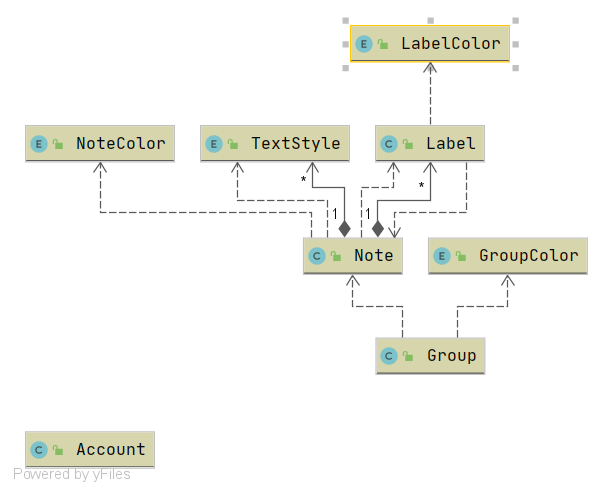 E LabelColor
E NoteColor
E TextStyle
C Label
* *
1 1
C Note
E GroupColor
C Group
C Account
Powered by yFiles